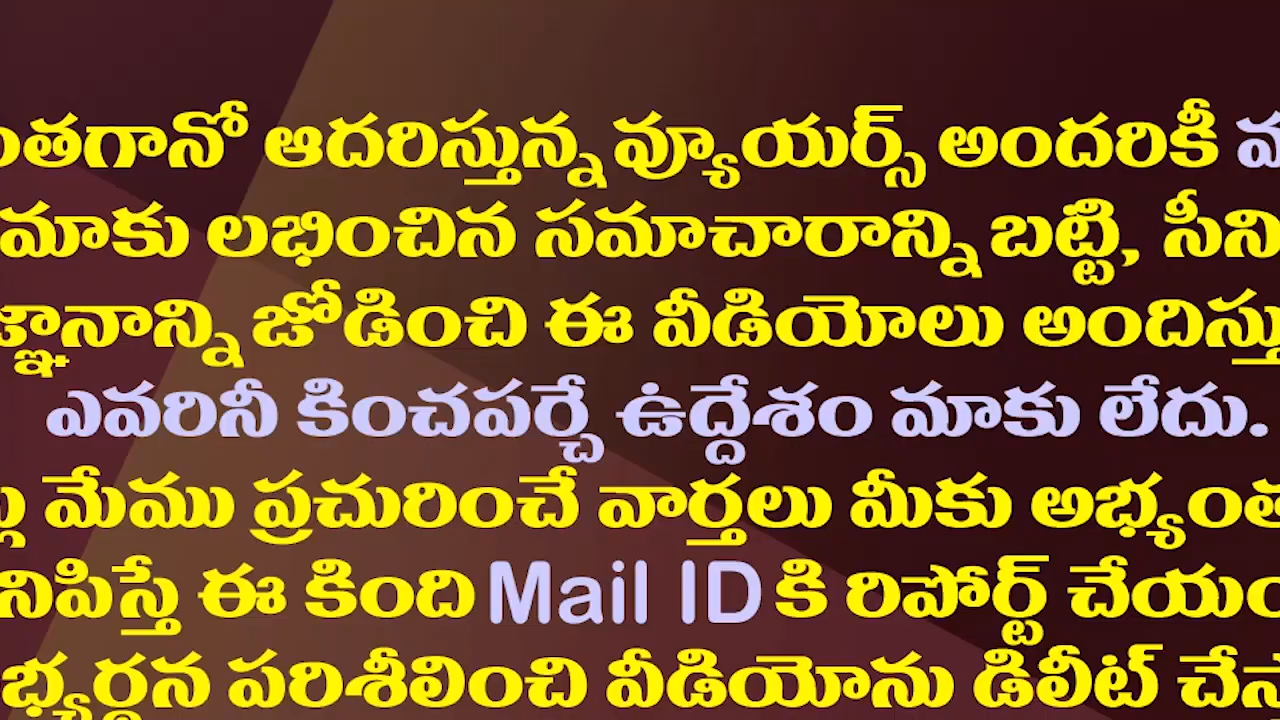 ంతగానో ఆదరిస్తున్న వ్యూయర్స్ అందరికీ
మాకు లభించిన సమాచారాన్ని బట్టి, సీని
జ్ఞానాన్ని జోడించి ఈ వీడియోలు అందిస్తు
ఎవరినీ కించపర్చే ఉద్దేశం మాకు లేదు.
మేము ప్రచురించే వార్తలు మీకు అభ్యంత
నిపిస్తే ఈ కింది Mail ID కి రిపోర్ట్ చేయం
భ్యర్థన పరిశీలించి వీడియోను డిలీట్ చేస